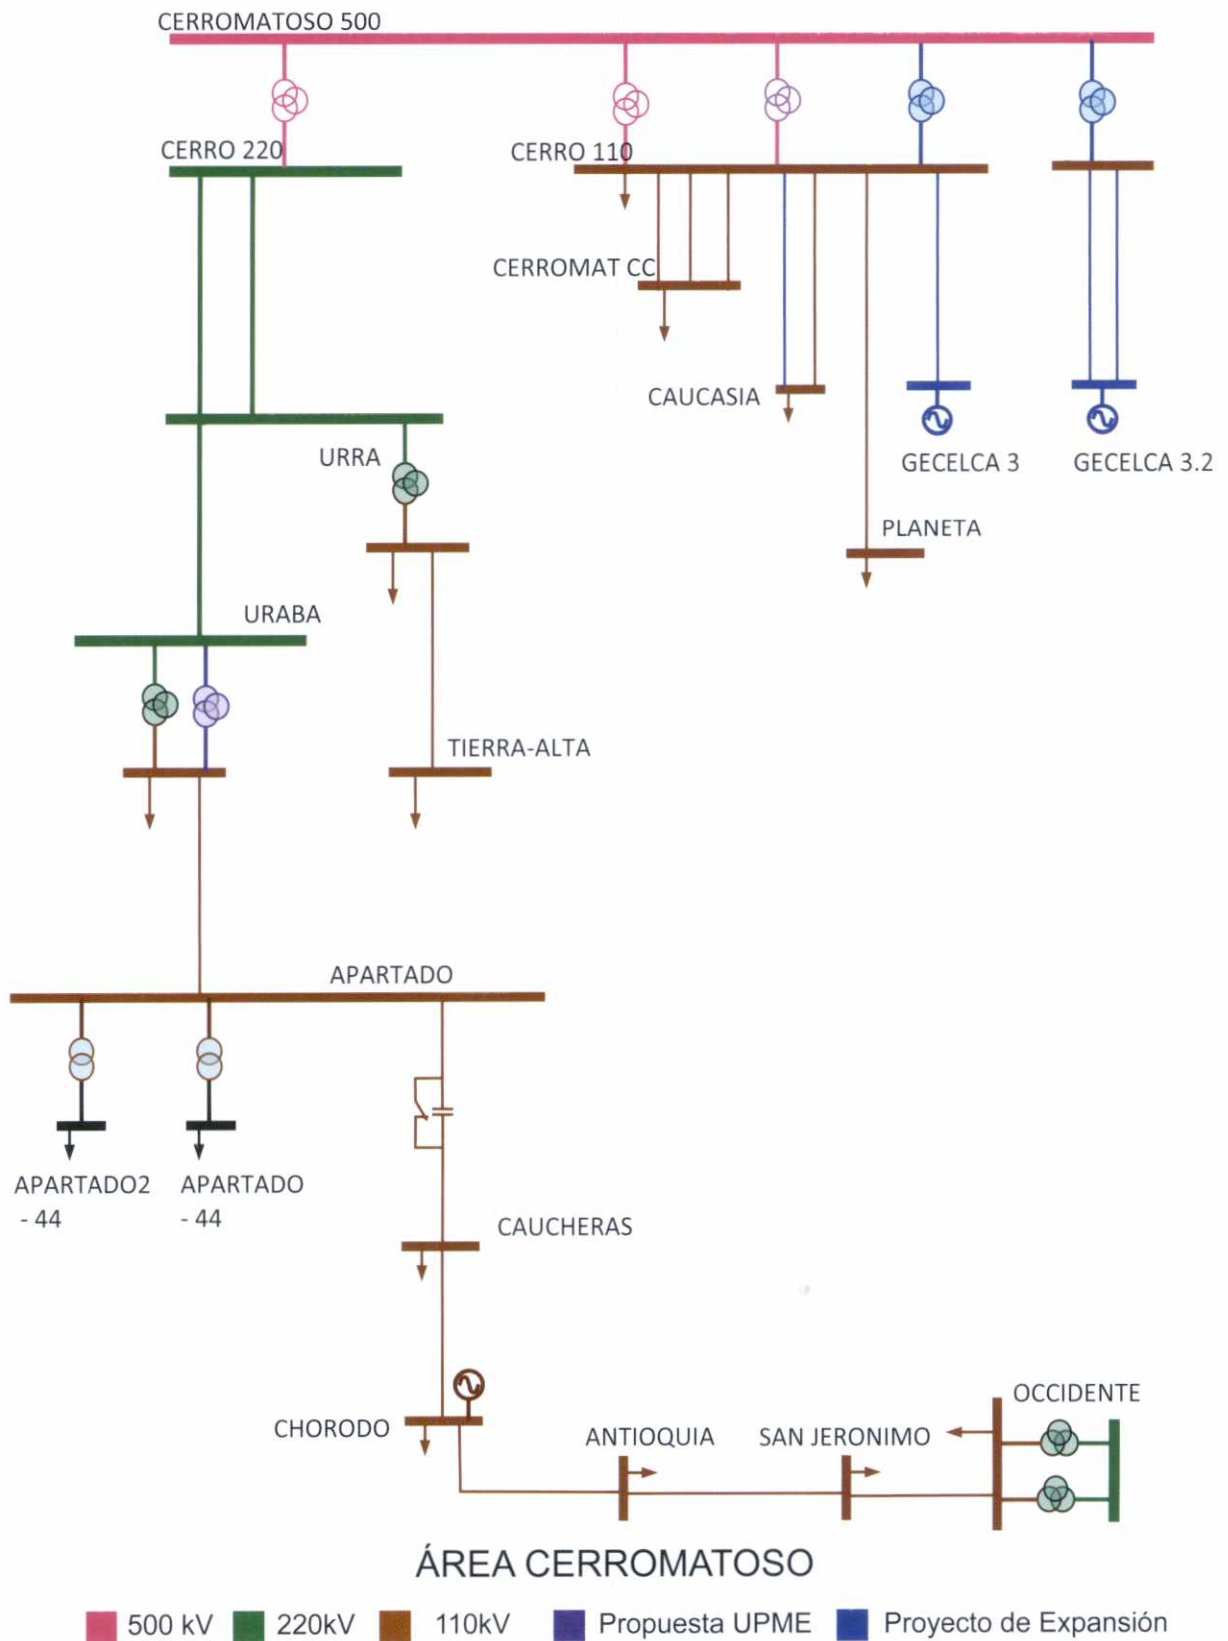 CERROMATOSO 500
CERRO 220
CERRO 110
CERROMAT CC
CAUCASIA
URRA
GECELCA 3
GECELCA 3.2
PLANETA
URABA
TIERRA-ALTA
APARTADO
APARTADO2
- 44
APARTADO
- 44
CAUCHERAS
OCCIDENTE
CHORODO
ANTIOQUIA
SAN JERONIMO
ÁREA CERROMATOSO
500 kV
220kV
110kV
Propuesta UPME
Proyecto de Expansión